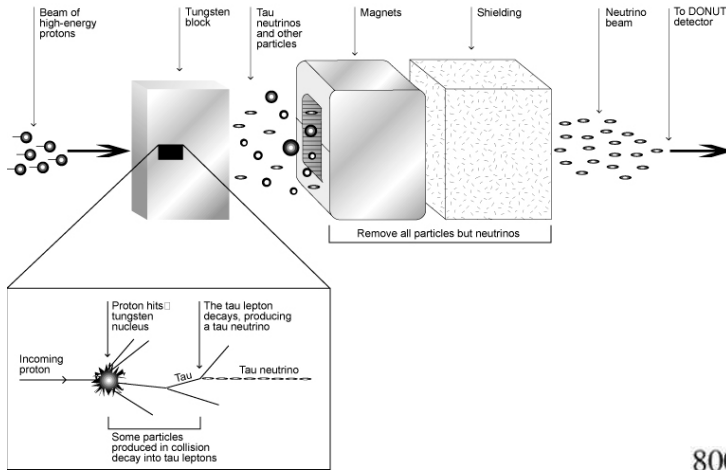 Beam of
high-energy
protons
Tungsten
block
Tau
neutrinos
and other
particles
Magnets
Shielding
Neutrino
beam
To DONUT
detector
Remove all particles but neutrinos
Proton hits□
tungsten
nucleus
The tau lepton
decays, producing
a tau neutrino
Incoming
proton
Tau
Tau neutrino
Some particles
produced in collision
decay into tau leptons